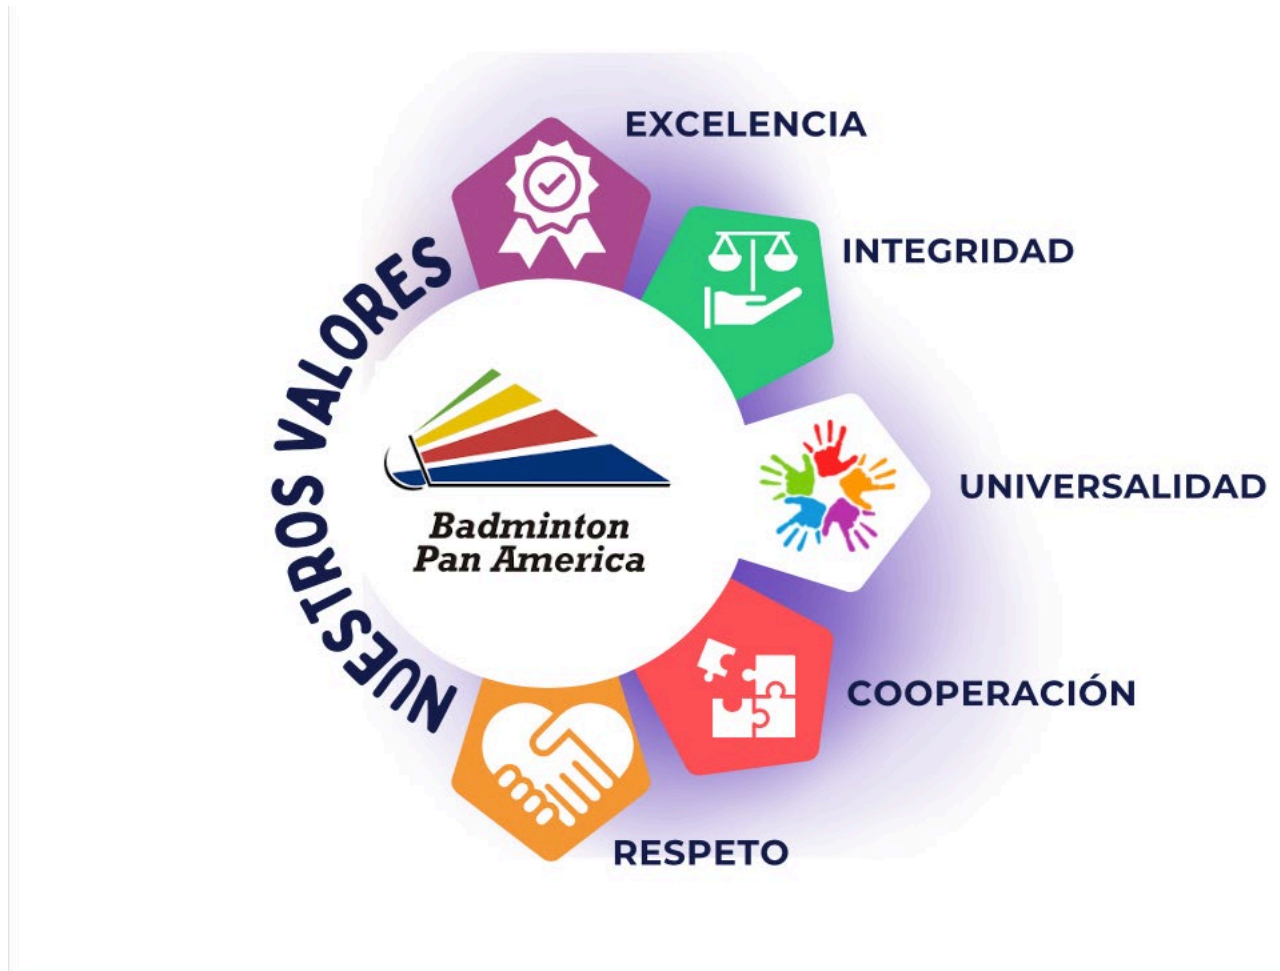 NUESTROS VALORES
Badminton
Pan America
EXCELENCIA
INTEGRIDAD
UNIVERSALIDAD
COOPERACIÓN
RESPETO